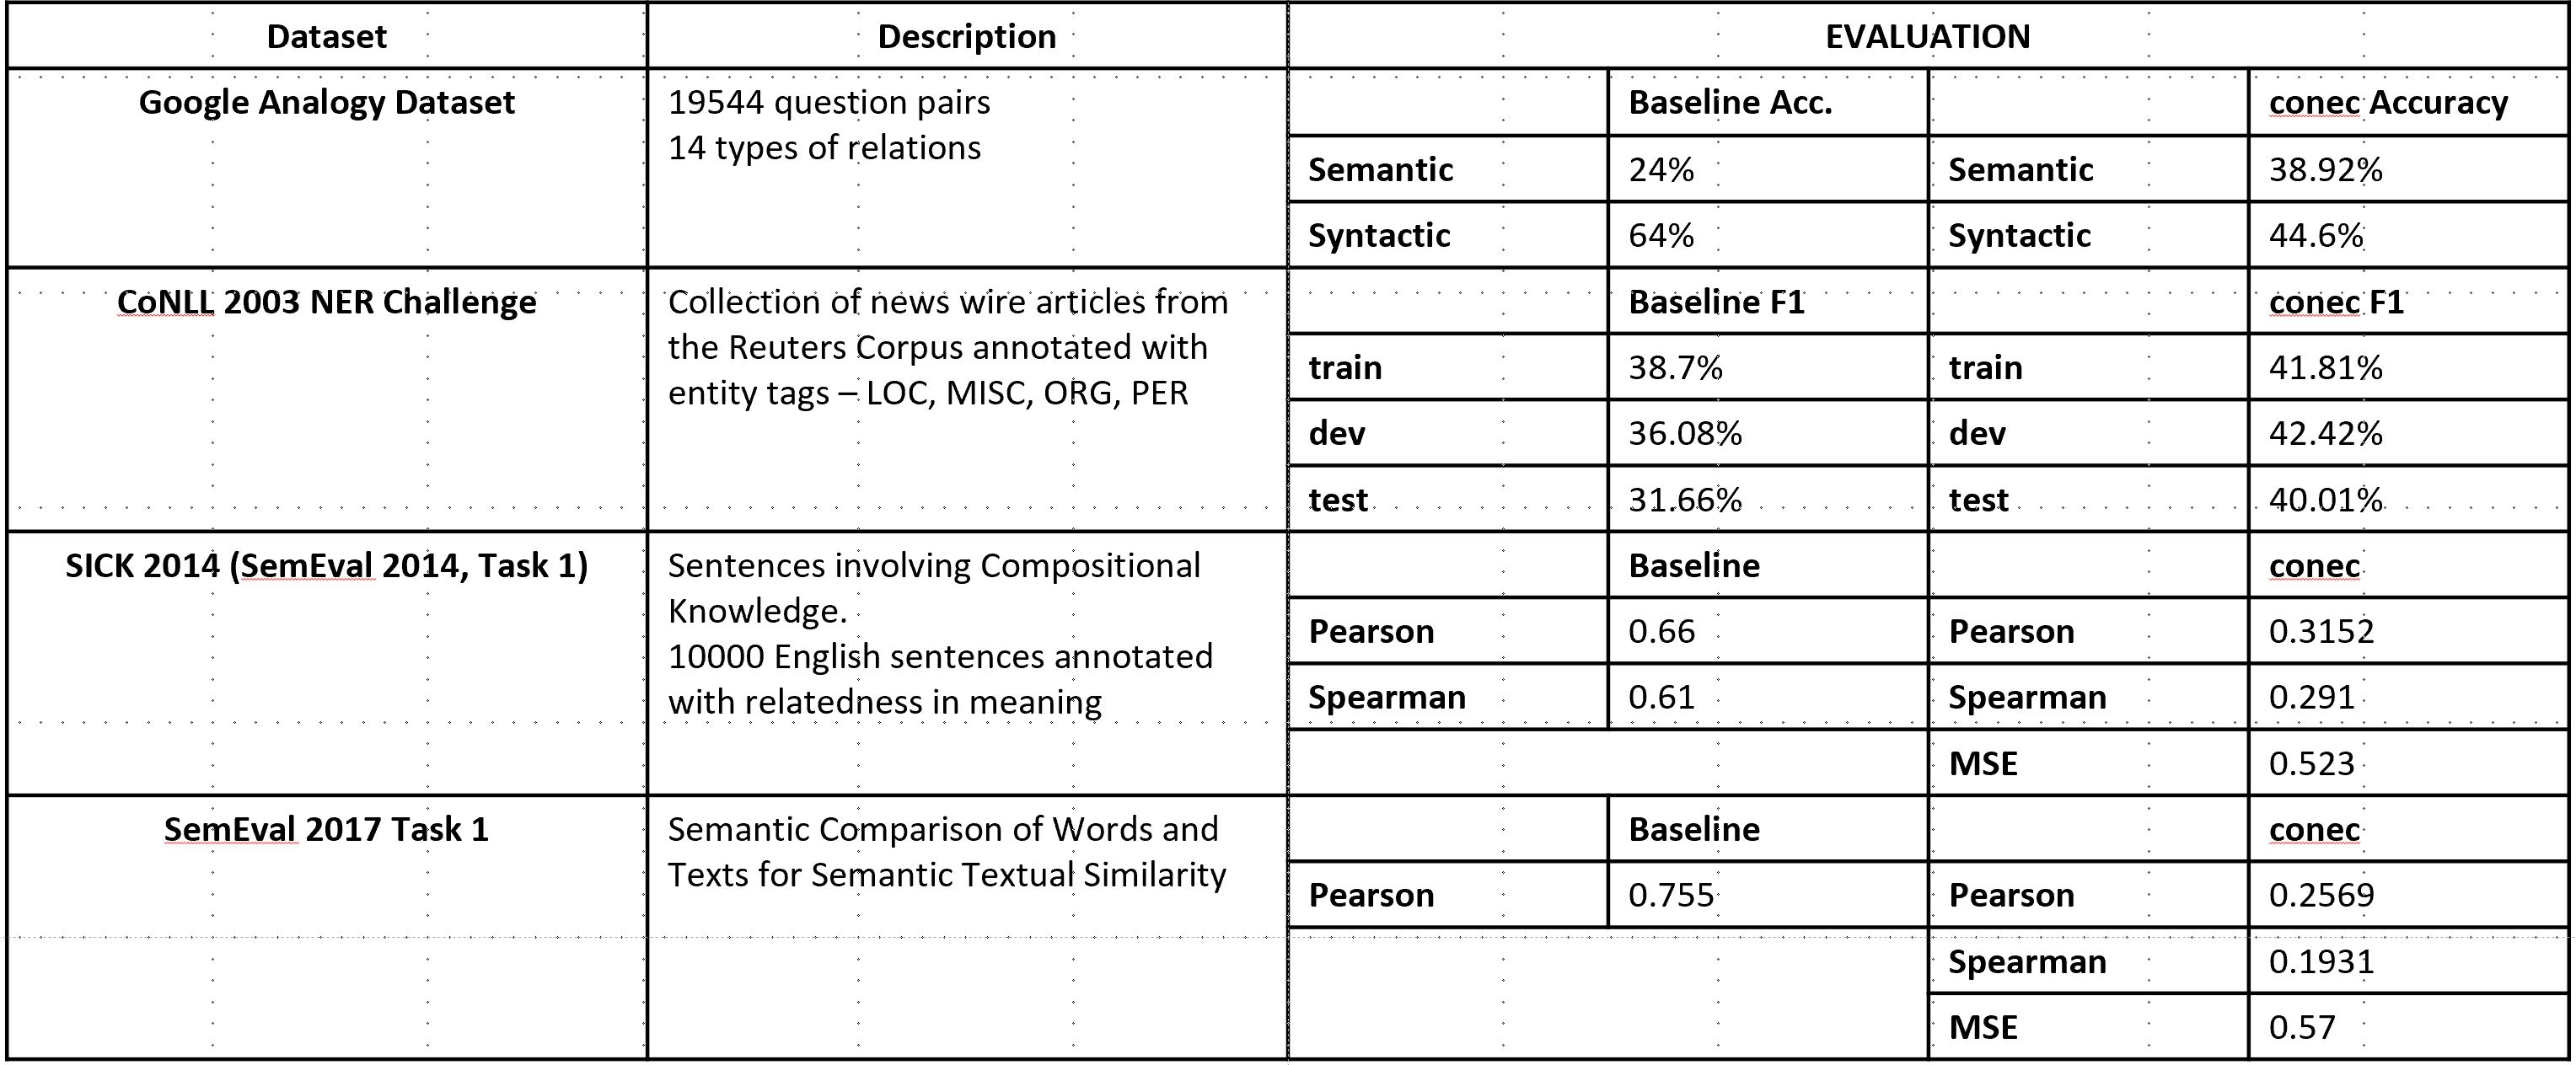 Dataset Description EVALUATION
Google Analogy Dataset
19544 question pairs
14 types of relations
Baseline Acc. conec Accuracy
Semantic 24% Semantic 38.92%
Syntactic 64% Syntactic 44.6%
CoNLL 2003 NER Challenge
Collection of news wire articles from
the Reuters Corpus annotated with
entity tags – LOC, MISC, ORG, PER
Baseline F1 conec F1
train 38.7% train 41.81%
dev 36.08% dev 42.42%
test 31.66% test 40.01%
SICK 2014 (SemEval 2014, Task 1)
Sentences involving Compositional
Knowledge.
10000 English sentences annotated
with relatedness in meaning
Baseline conec
Pearson 0.66 Pearson 0.3152
Spearman 0.61 Spearman 0.291
MSE 0.523
SemEval 2017 Task 1
Semantic Comparison of Words and
Texts for Semantic Textual Similarity
Baseline conec
Pearson 0.755 Pearson 0.2569
Spearman 0.1931
MSE 0.57